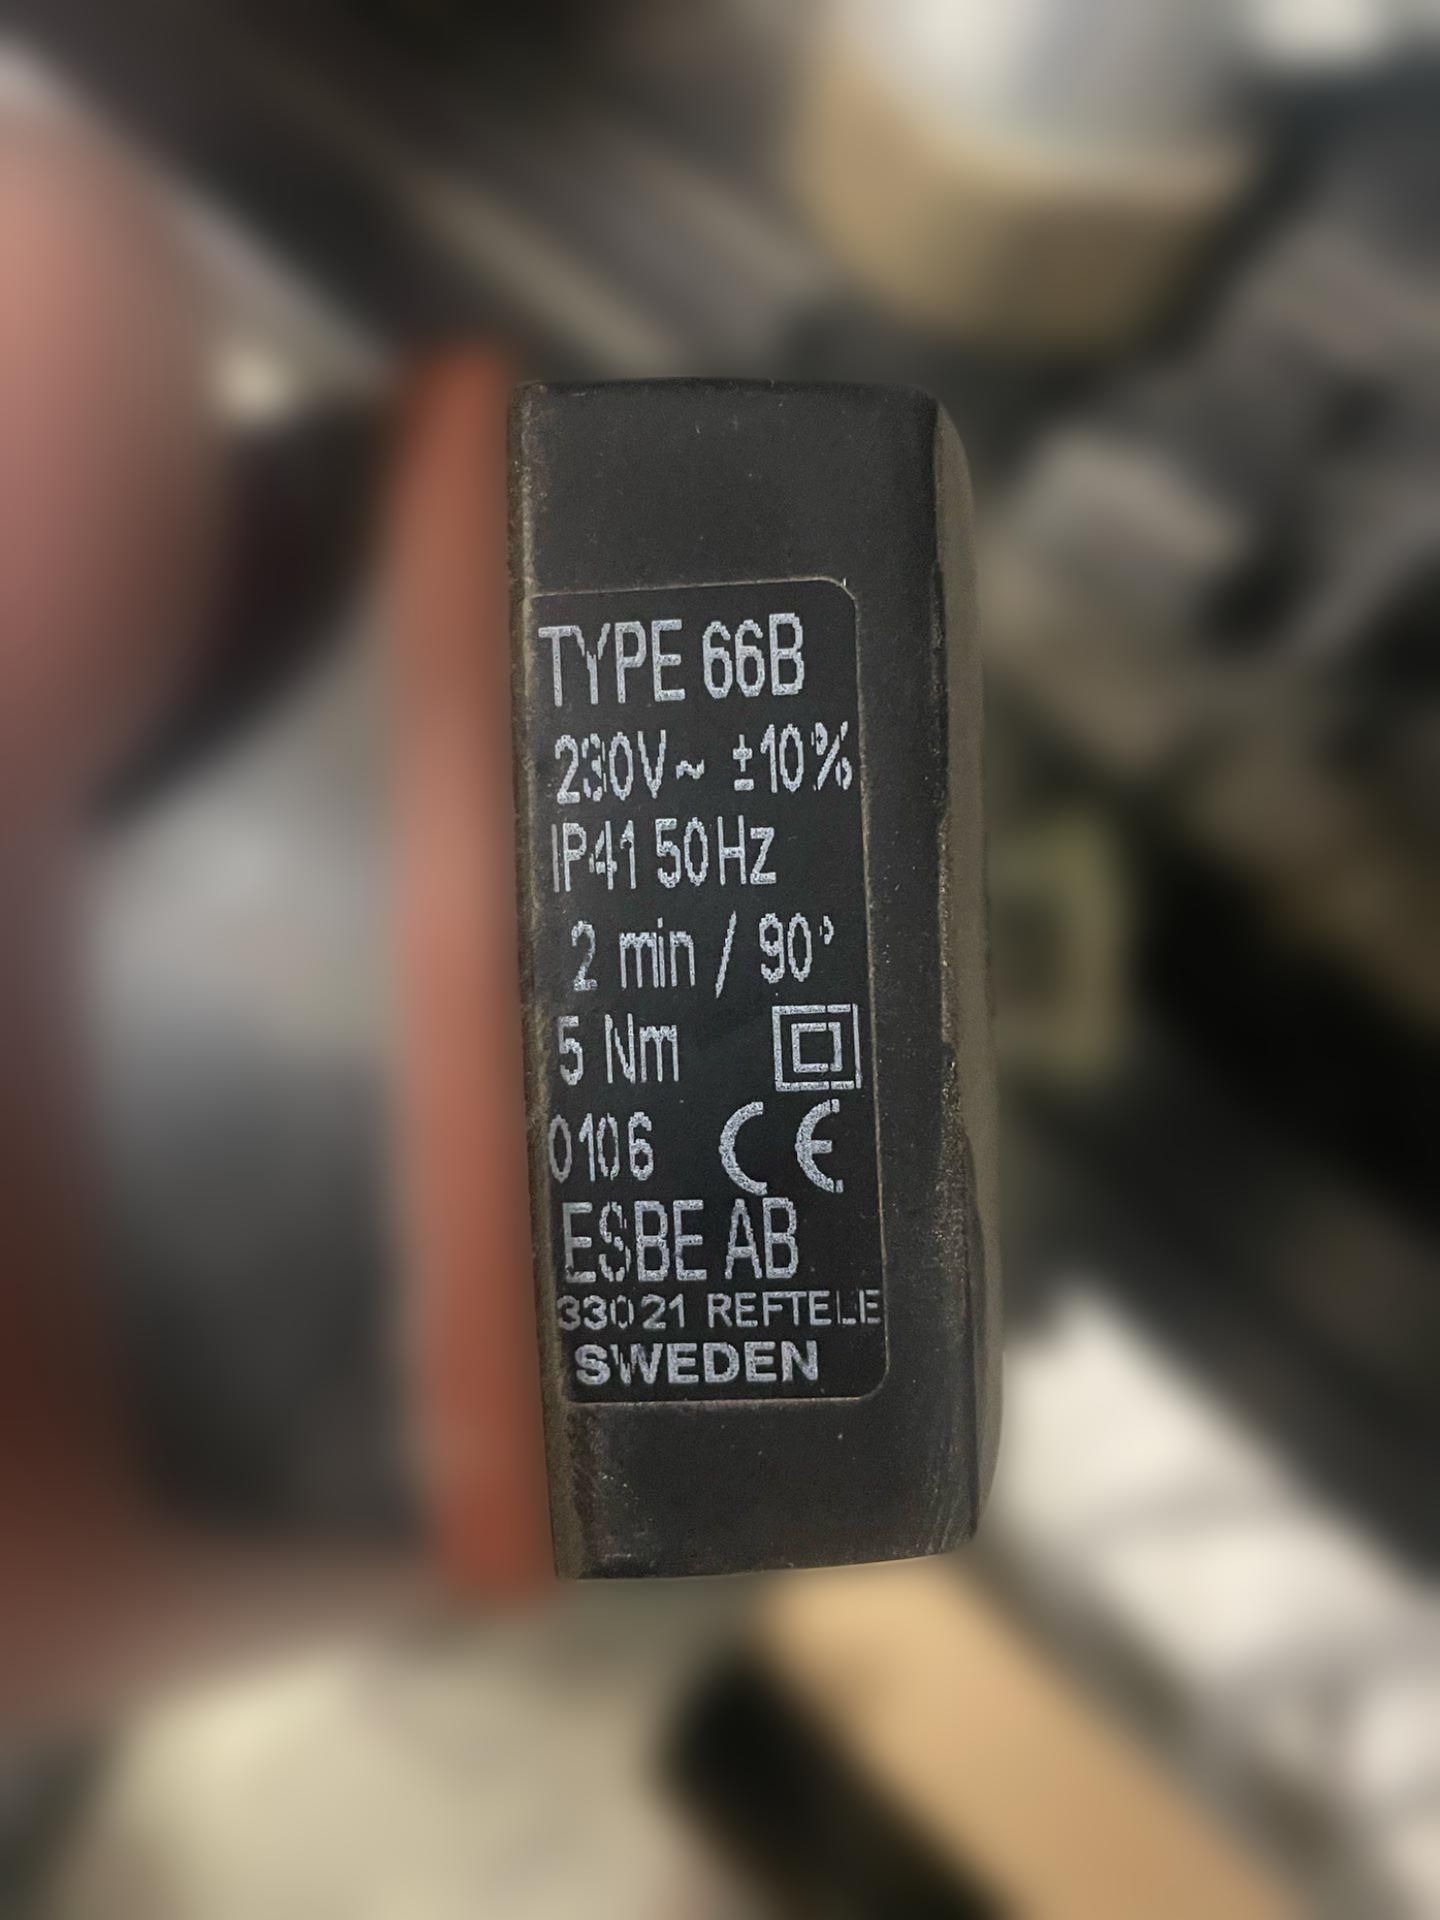 TYPE 66B
230V~ ±10%
IP41 50Hz
2 min / 90°
5 Nm
0106 CE
ESBE AB
33021 REFTELE
SWEDEN